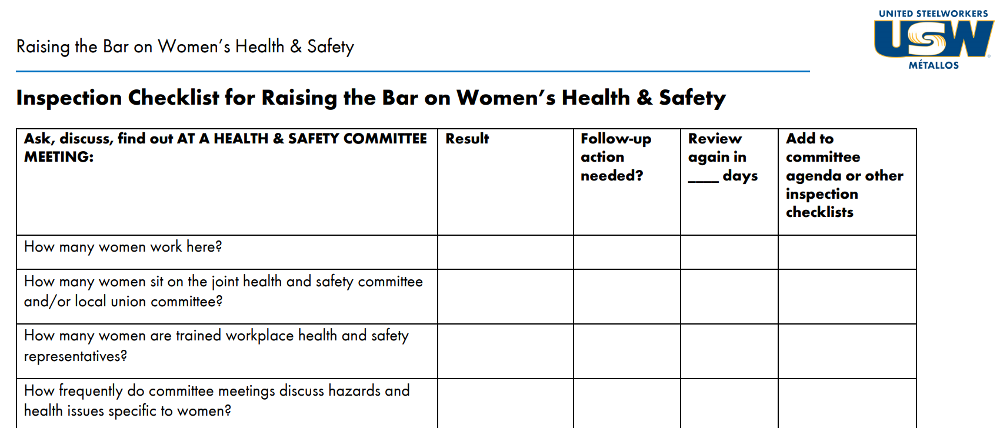 UNITED STEELWORKERS
USW
MÉTALLOS
Raising the Bar on Women’s Health & Safety
Inspection Checklist for Raising the Bar on Women’s Health & Safety
Ask, discuss, find out AT A HEALTH & SAFETY COMMITTEE
MEETING:
Result
Follow-up
action
needed?
Review
again in
____ days
Add to
committee
agenda or other
inspection
checklists
How many women work here?
How many women sit on the joint health and safety committee
and/or local union committee?
How many women are trained workplace health and safety
representatives?
How frequently do committee meetings discuss hazards and
health issues specific to women?